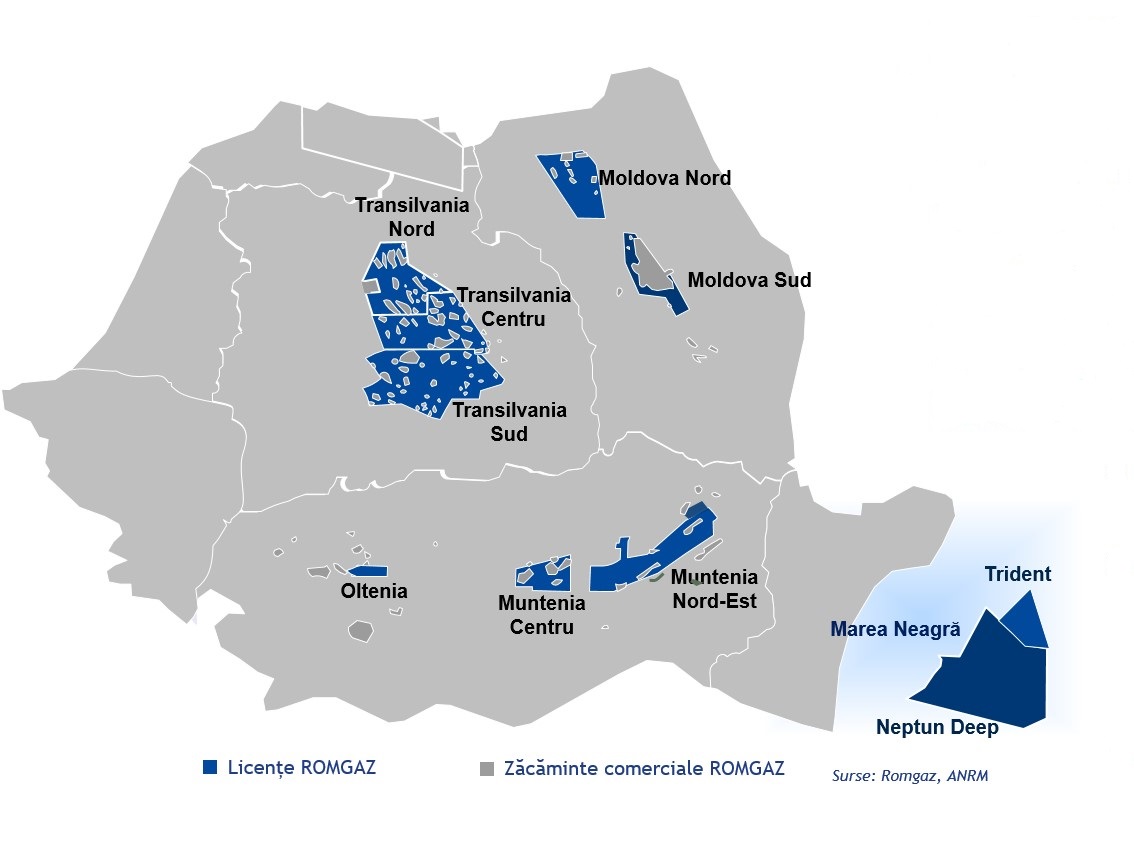 Moldova Nord
Transilvania
Nord
Moldova Sud
Transilvania
Centru
Transilvania
Sud
Trident
Muntenia
Nord-Est
Oltenia
Muntenia
Centru
Marea Neagră
Neptun Deep
Licențe ROMGAZ
Zăcăminte comerciale ROMGAZ
Surse: Romgaz, ANRM